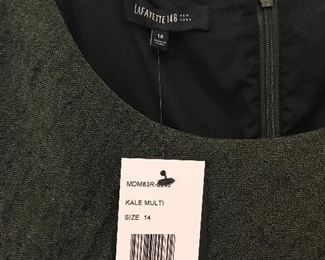 LAFAYETTE 148 NEW YORK
14
KALE MULTI
SIZE 14